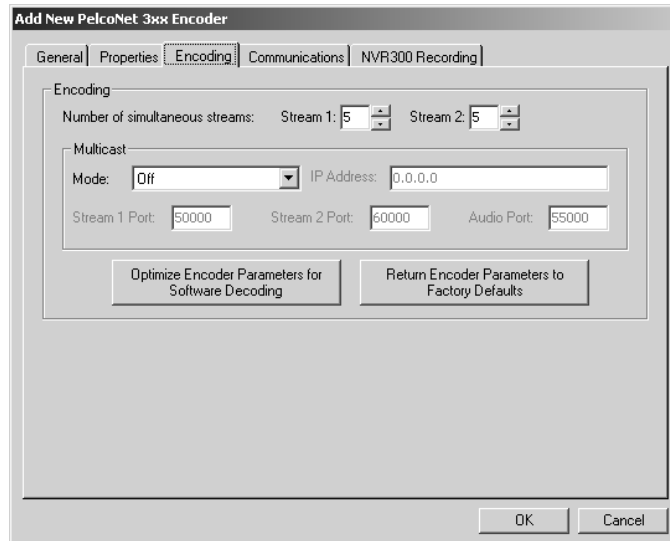 Add New PelcoNet 3xx Encoder
General Properties Encoding Communications NVR300 Recording
Encoding
Number of simultaneous streams: Stream 1: 5 Stream 2: 5
Multicast
Mode: Off IP Address: 0.0.0.0
Stream 1 Port: 50000 Stream 2 Port: 60000 Audio Port: 55000
Optimize Encoder Parameters for
Software Decoding
Return Encoder Parameters to
Factory Defaults
OK Cancel